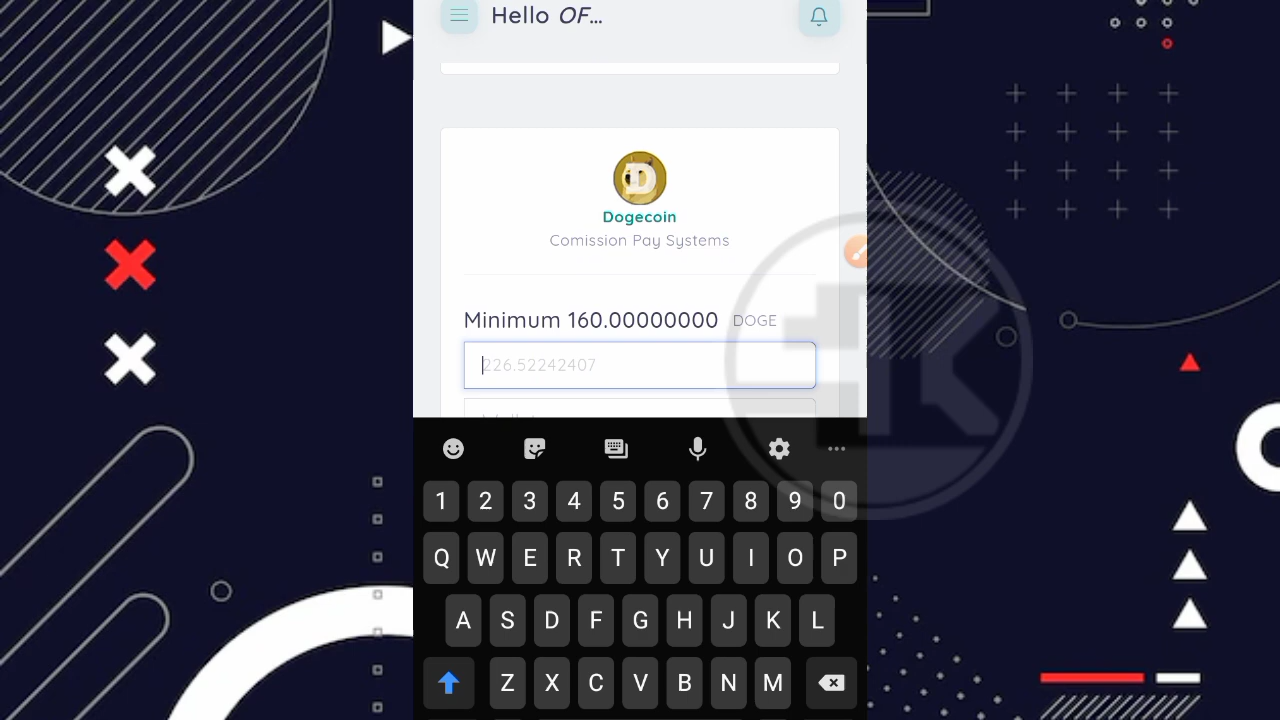 Hello OF...
Dogecoin
Comission Pay Systems
Minimum 160.00000000 DOGE
226.52242407
1 2 3 4 5 6 7 8 9 0
Q W E R T Y U I O P
A S D F G H J K L
Z X C V B N M